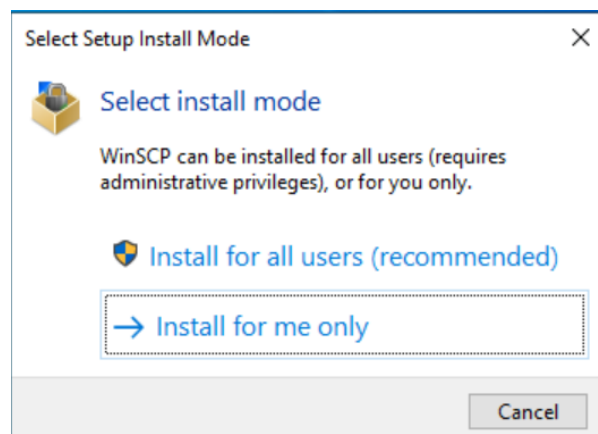 Select Setup Install Mode
Select install mode
WinSCP can be installed for all users (requires
administrative privileges), or for you only.
Install for all users (recommended)
Install for me only
Cancel